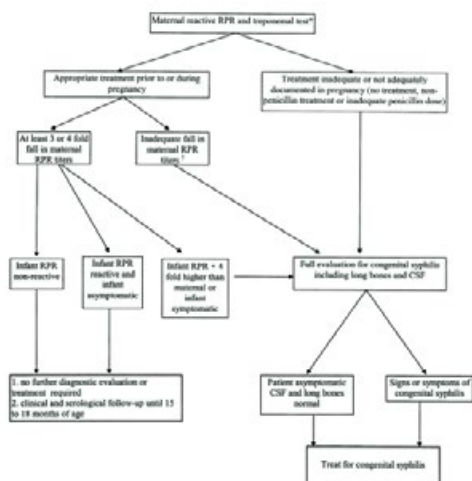 Maternal reactive RPR and treponemal test*
Appropriate treatment prior to or during
pregnancy
Treatment inadequate or not adequately
documented in pregnancy (no treatment, non-
penicillin treatment or inadequate penicillin dose)
At least 3 or 4 fold
fall in maternal
RPR titers
Inadequate fall in
maternal RPR
titers
Infant RPR
non-reactive
Infant RPR
reactive and
infant
asymptomatic
Infant RPR 4
fold higher than
maternal or
infant
symptomatic
Full evaluation for congenital syphilis
including long bones and CSF
1. no further diagnostic evaluation or
treatment required
2. clinical and serological follow-up until 15
to 18 months of age
Patient asymptomatic
CSF and long bones
normal
Signs or symptoms of
congenital syphilis
Treat for congenital syphilis